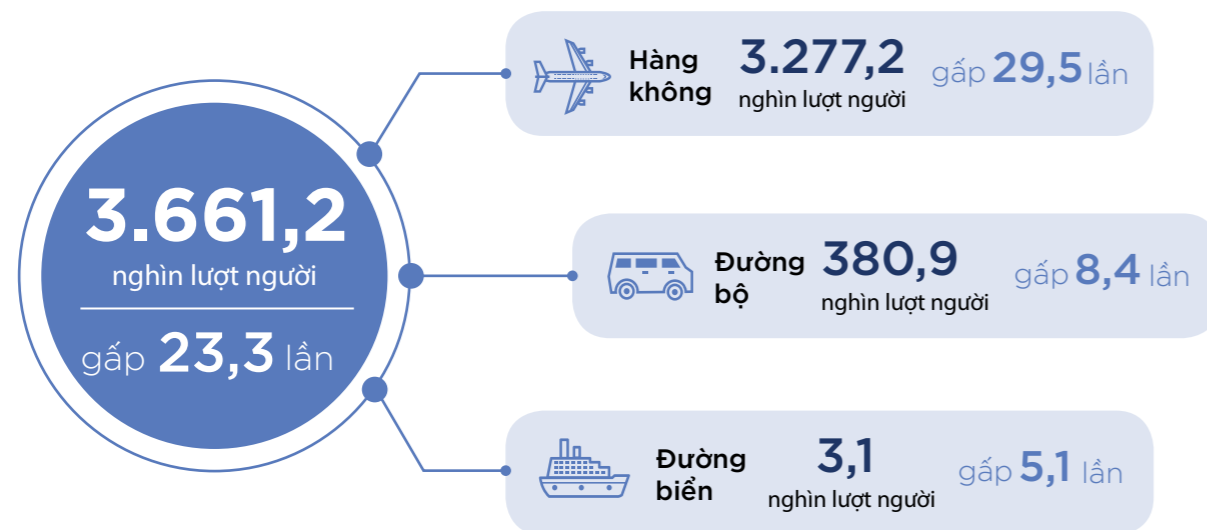 3.661,2
nghìn lượt người
gấp 23,3 lần
Hàng không
3.277,2
nghìn lượt người
gấp 29,5 lần
Đường bộ
380,9
nghìn lượt người
gấp 8,4 lần
Đường biển
3,1
nghìn lượt người
gấp 5,1 lần